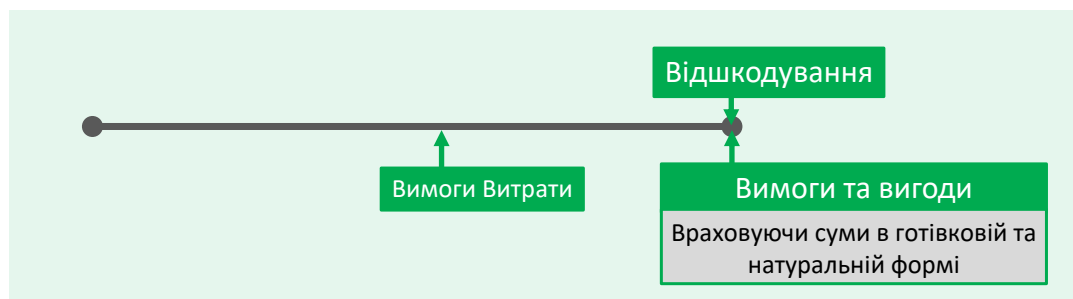 Відшкодування
Вимоги Витрати
Вимоги та вигоди
Враховуючи суми в готівковій та
натуральній формі